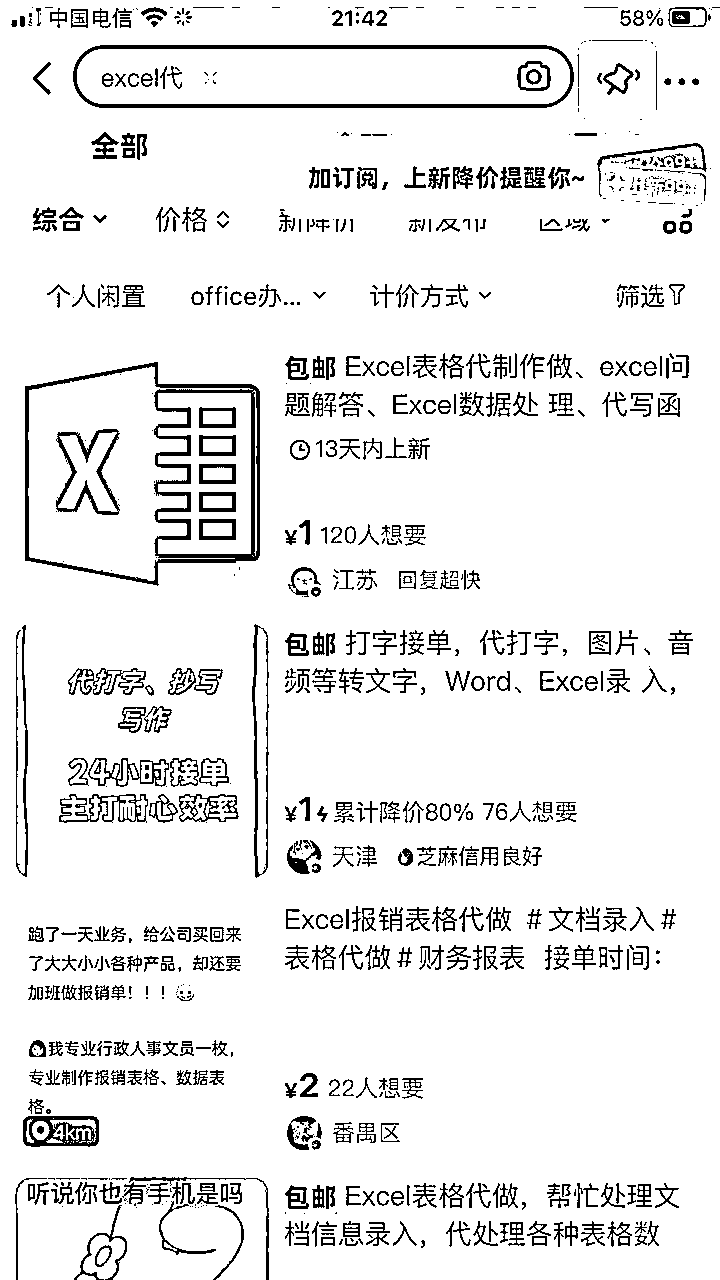 中国电信
21:42
58%
excel代
全部
加订阅，上新降价提醒你~
综合
价格
新降价
新发布
区域
个人闲置
office办...
计价方式
筛选
X
包邮 Excel表格代制作做、excel问
题解答、Excel数据处 理、代写函
13天内上新
¥1 120人想要
江苏 回复超快
代打字、抄写
写作
24小时接单
主打耐心效率
包邮 打字接单，代打字，图片、音
频等转文字，Word、Excel录 入，
¥1 累计降价80% 76人想要
天津 芝麻信用良好
跑了一天业务，给公司买回来
了大大小小各种产品，却还要
加班做报销单！！！
我专业行政人事文员一枚，
专业制作报销表格、数据表
格。
4km
Excel报销表格代做 #文档录入#
表格代做#财务报表 接单时间：
¥2 22人想要
番禺区
听说你也有手机是吗
包邮 Excel表格代做，帮忙处理文
档信息录入，代处理各种表格数